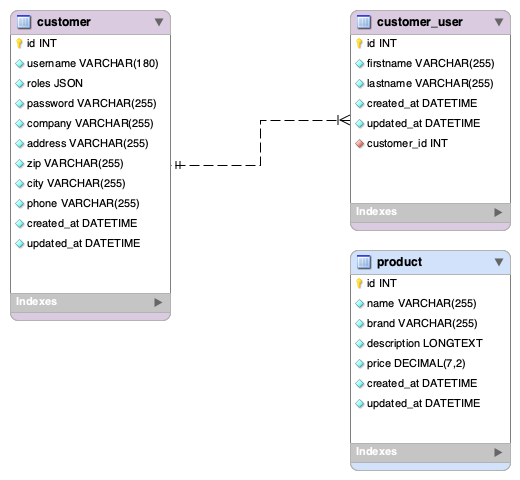 customer
id INT
username VARCHAR(180)
roles JSON
password VARCHAR(255)
company VARCHAR(255)
address VARCHAR(255)
zip VARCHAR(255)
city VARCHAR(255)
phone VARCHAR(255)
created_at DATETIME
updated_at DATETIME
Indexes
customer_user
id INT
firstname VARCHAR(255)
lastname VARCHAR(255)
created_at DATETIME
updated_at DATETIME
customer_id INT
Indexes
product
id INT
name VARCHAR(255)
brand VARCHAR(255)
description LONGTEXT
price DECIMAL(7,2)
created_at DATETIME
updated_at DATETIME
Indexes